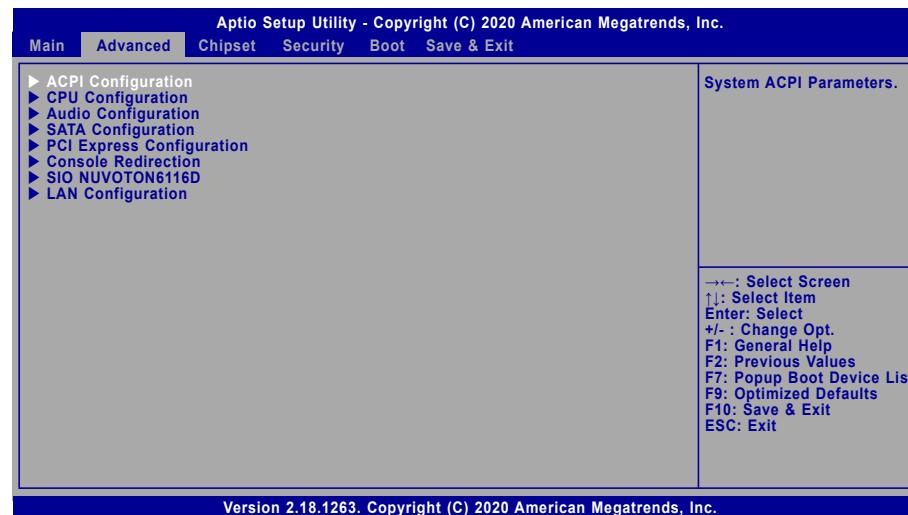 Aptio Setup Utility - Copyright (C) 2020 American Megatrends, Inc.
Main Advanced Chipset Security Boot Save & Exit
▶ ACPI Configuration
▶ CPU Configuration
▶ Audio Configuration
▶ SATA Configuration
▶ PCI Express Configuration
▶ Console Redirection
▶ SIO NUVOTON6116D
▶ LAN Configuration
System ACPI Parameters.
→←: Select Screen
↑↓: Select Item
Enter: Select
+/- : Change Opt.
F1: General Help
F2: Previous Values
F7: Popup Boot Device Lis
F9: Optimized Defaults
F10: Save & Exit
ESC: Exit
Version 2.18.1263. Copyright (C) 2020 American Megatrends, Inc.